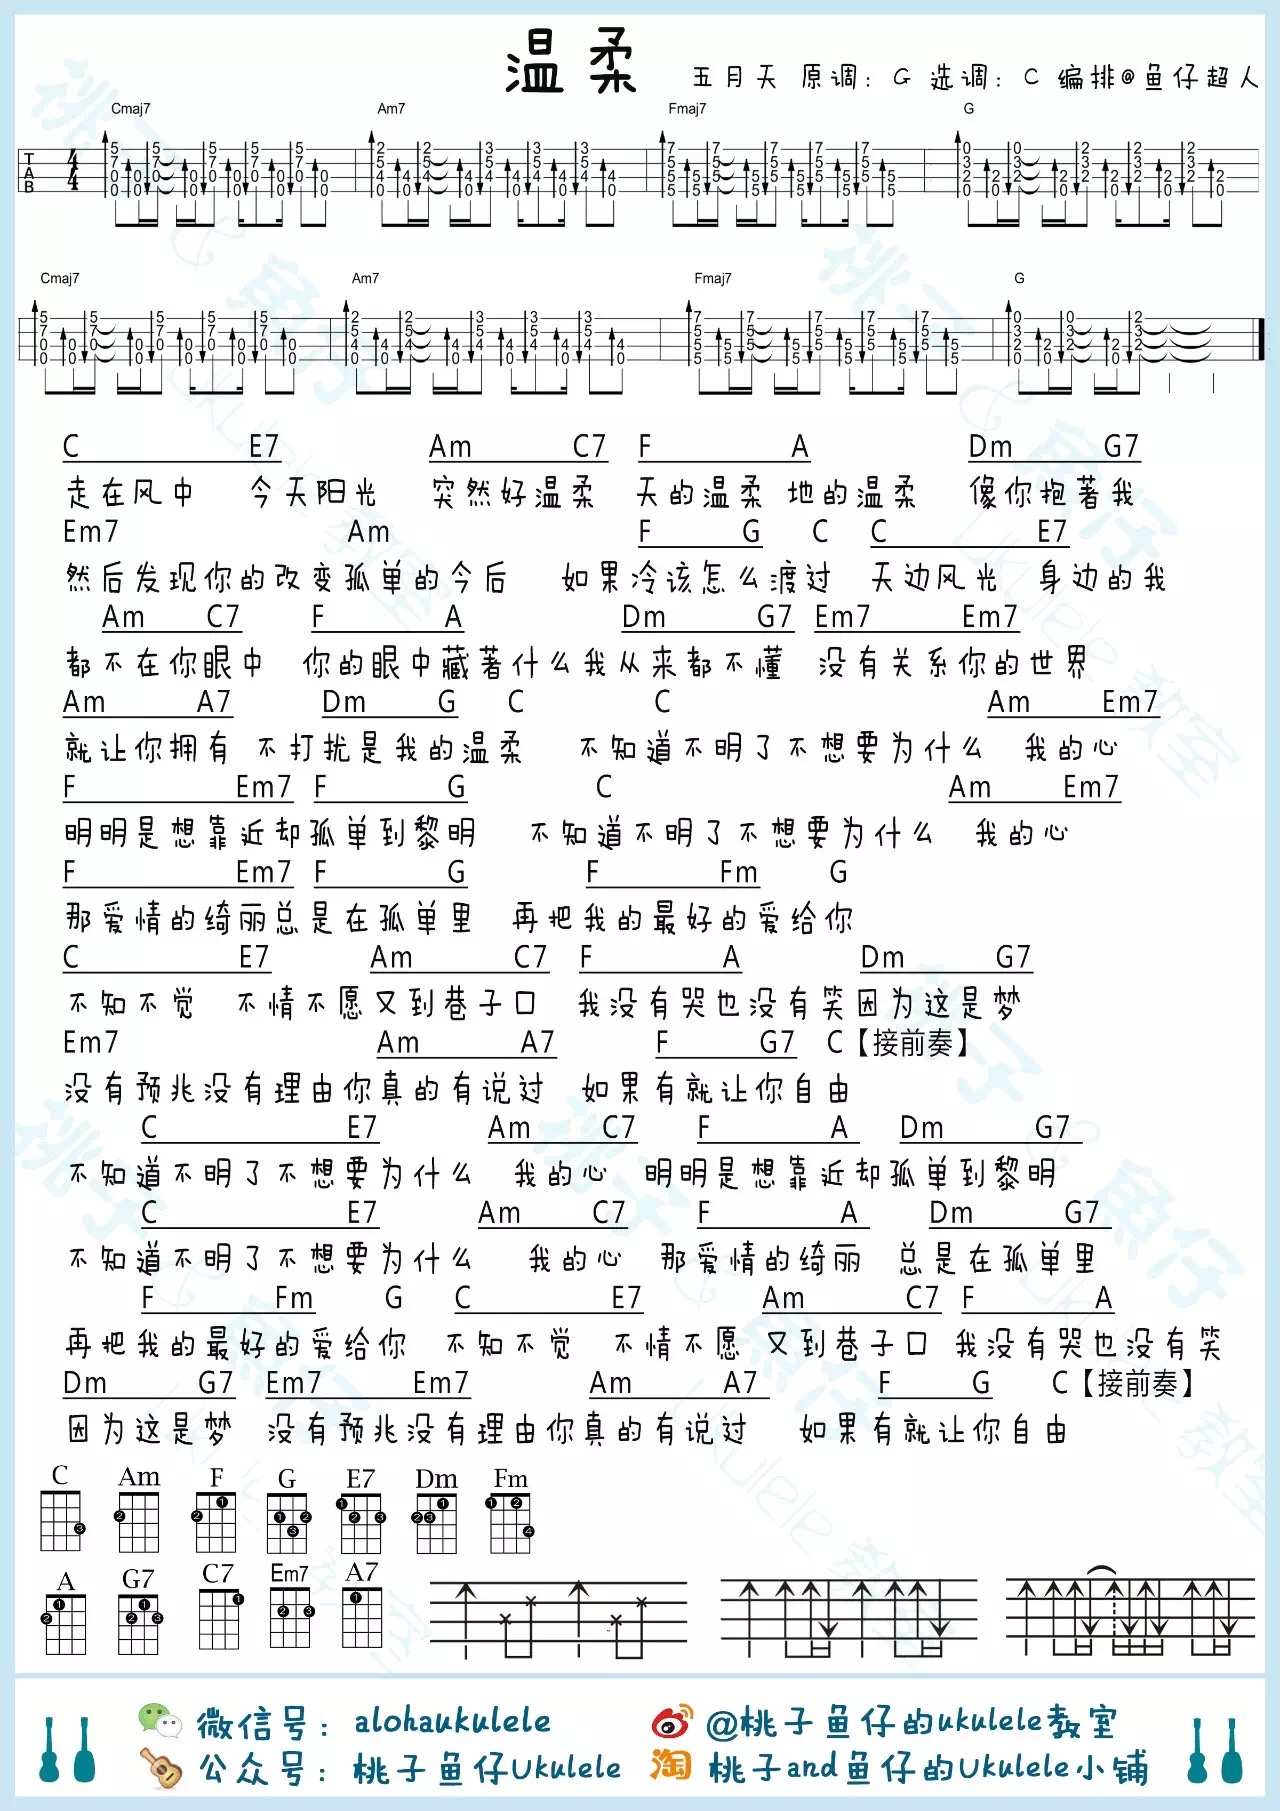 温柔
五月天 原调：G 选调：C 编排@鱼仔超人
Cmaj7 Am7 Fmaj7 G
Cmaj7 Am7 Fmaj7 G
C E7 Am C7 F A Dm G7
走在风中 今天阳光 突然好温柔 天的温柔 地的温柔 像你抱著我
Em7 Am F G C C E7
然后发现你的改变孤单的今后 如果冷该怎么渡过 天边风光 身边的我
Am C7 F A Dm G7 Em7 Em7
都不在你眼中 你的眼中藏著什么我从来都不懂 没有关系你的世界
Am A7 Dm G C C Am Em7
就让你拥有 不打扰是我的温柔 不知道不明了不想要为什么 我的心
F Em7 F G C Am Em7
明明是想靠近却孤单到黎明 不知道不明了不想要为什么 我的心
F Em7 F G F Fm G
那爱情的绮丽总是在孤单里 再把我的最好的爱给你
C E7 Am C7 F A Dm G7
不知不觉 不情不愿又到巷子口 我没有哭也没有笑因为这是梦
Em7 Am A7 F G7 C【接前奏】
没有预兆没有理由你真的有说过 如果有就让你自由
C E7 Am C7 F A Dm G7
不知道不明了不想要为什么 我的心 明明是想靠近却孤单到黎明
C E7 Am C7 F A Dm G7
不知道不明了不想要为什么 我的心 那爱情的绮丽 总是在孤单里
F Fm G C E7 Am C7 F A
再把我的最好的爱给你 不知不觉 不情不愿 又到巷子口 我没有哭也没有笑
Dm G7 Em7 Em7 Am A7 F G C【接前奏】
因为这是梦 没有预兆没有理由你真的有说过 如果有就让你自由
C Am F G E7 Dm Fm
A G7 C7 Em7 A7
微信号：alohaukulele @桃子鱼仔的ukulele教室
公众号：桃子鱼仔Ukulele 淘 桃子and鱼仔的Ukulele小铺